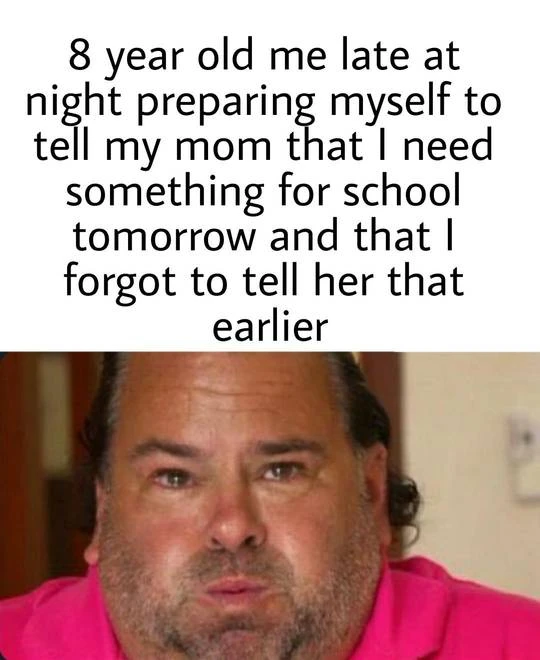 8 year old me late at
night preparing myself to
tell my mom that I need
something for school
tomorrow and that I
forgot to tell her that
earlier